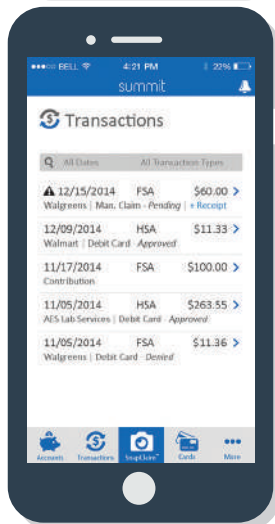 BELL 4:21 PM 22%
summit
Transactions
All Dates All Transaction Types
12/15/2014 FSA $60.00 >
Walgreens | Man. Claim - Pending | + Receipt
12/09/2014 HSA $11.33 >
Walmart | Debit Card - Approved
11/17/2014 FSA $100.00 >
Contribution
11/05/2014 HSA $263.55 >
AES Lab Services | Debit Card - Approved
11/05/2014 FSA $11.36 >
Walgreens | Debit Card - Denied
Accounts Transactions SnapClaim™ Cards More